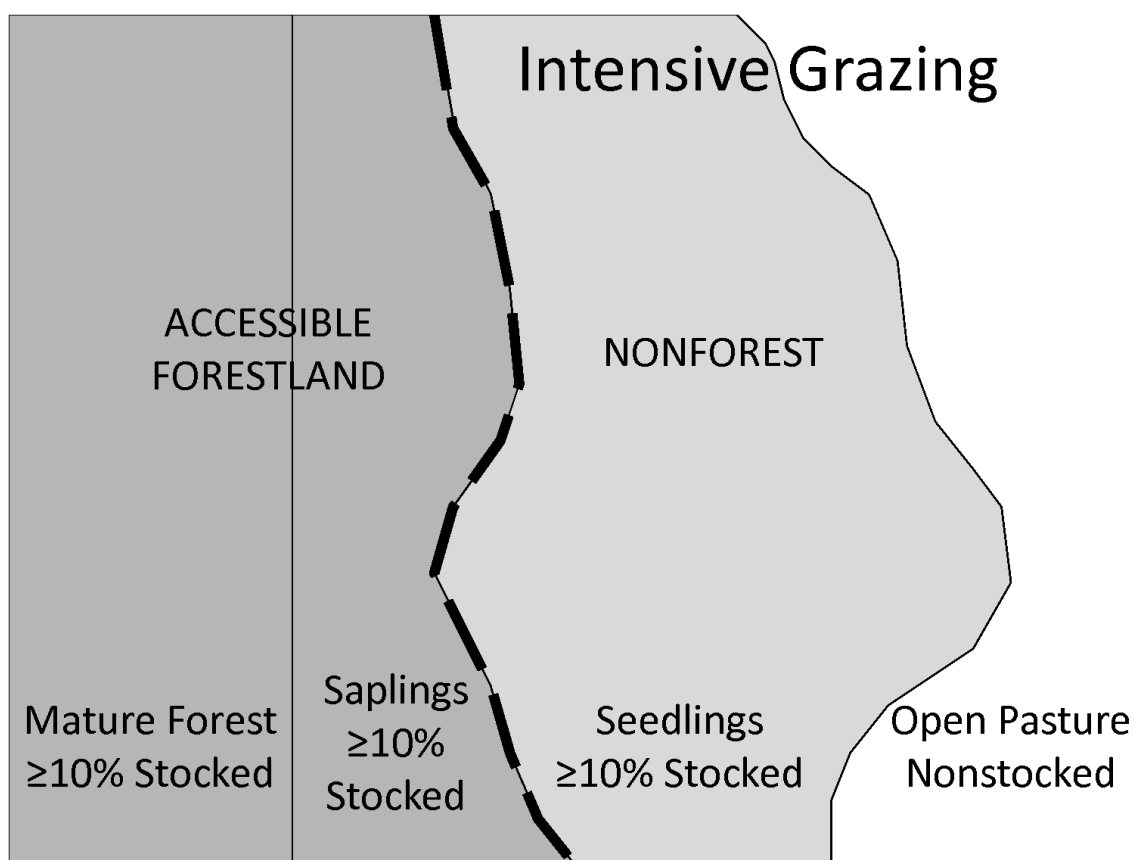 Intensive Grazing
ACCESSIBLE
FORESTLAND
NONFOREST
Mature Forest
≥10% Stocked
Saplings
≥10%
Stocked
Seedlings
≥10% Stocked
Open Pasture
Nonstocked